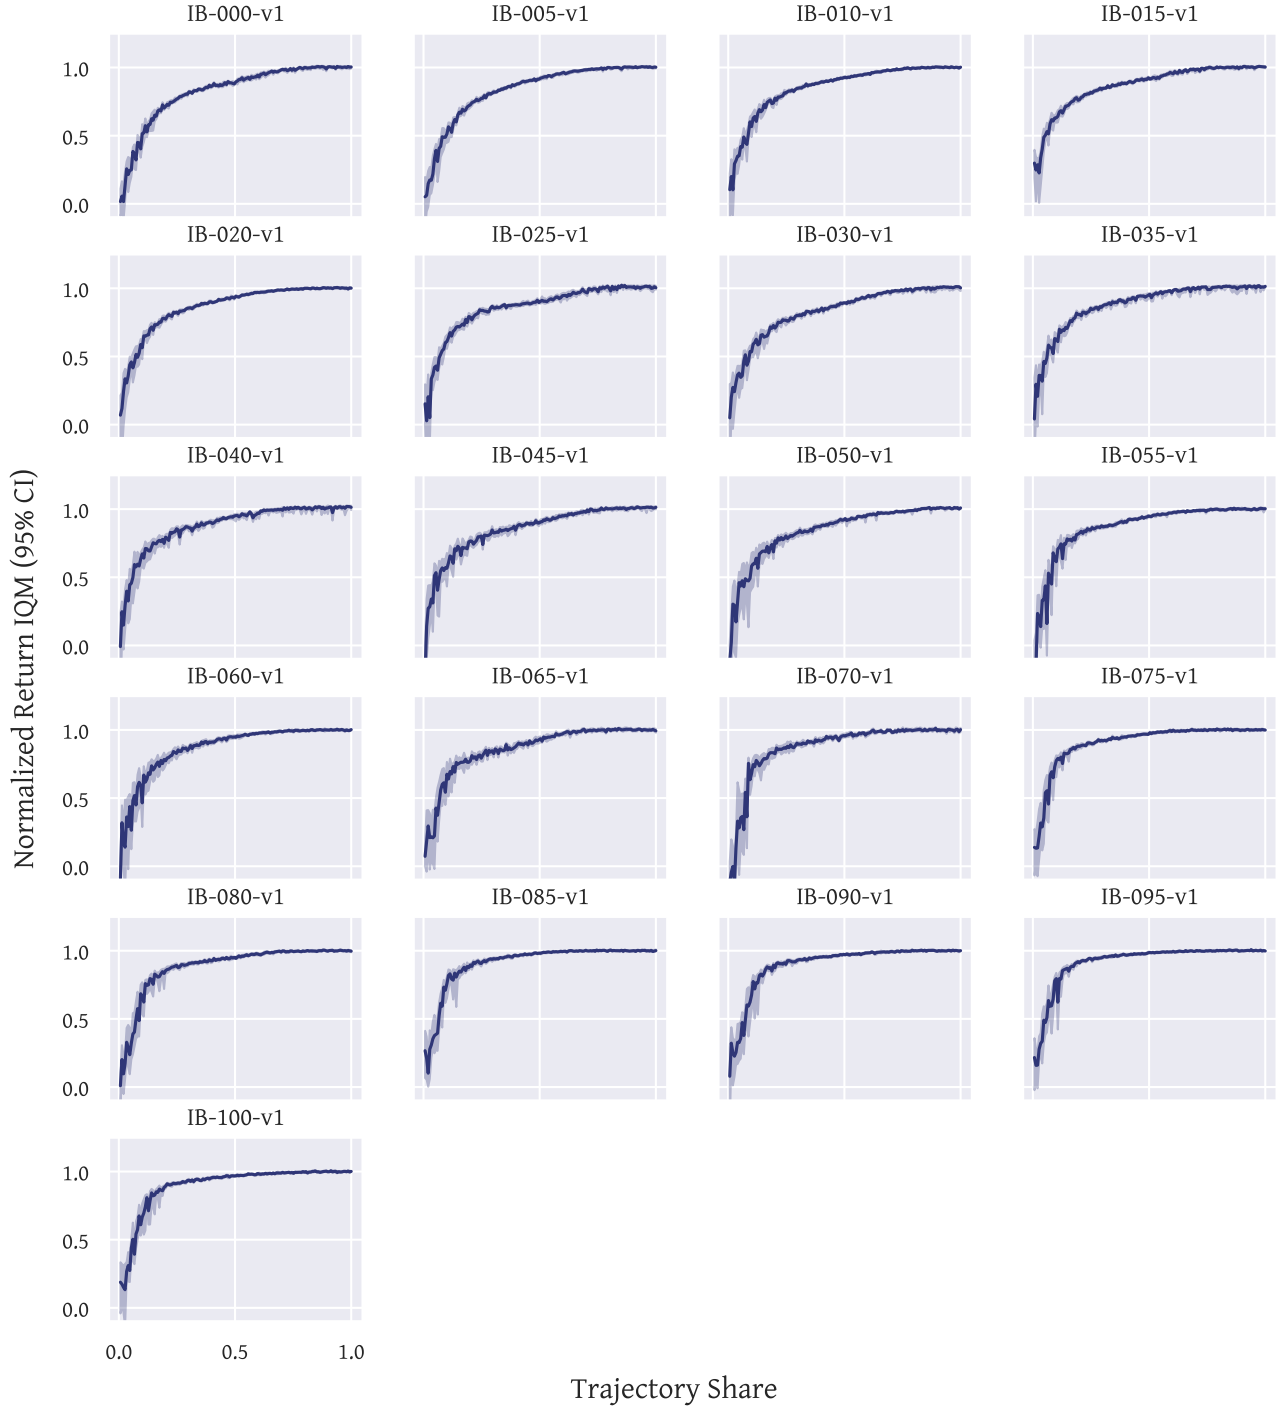 IB-000-v1 IB-005-v1 IB-010-v1 IB-015-v1
1.0
0.5
0.0
IB-020-v1 IB-025-v1 IB-030-v1 IB-035-v1
1.0
0.5
0.0
IB-040-v1 IB-045-v1 IB-050-v1 IB-055-v1
1.0
0.5
0.0
Normalized Return IQM (95% CI)
IB-060-v1 IB-065-v1 IB-070-v1 IB-075-v1
1.0
0.5
0.0
IB-080-v1 IB-085-v1 IB-090-v1 IB-095-v1
1.0
0.5
0.0
IB-100-v1
1.0
0.5
0.0
0.0 0.5 1.0
Trajectory Share